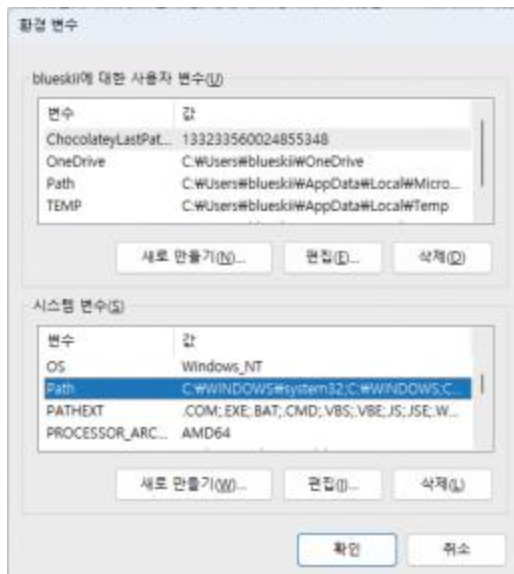 환경 변수
blueskii에 대한 사용자 변수(U)
변수 값
ChocolateyLastPat... 133233560024855348
OneDrive C:₩Users₩blueskii₩OneDrive
Path C:₩Users₩blueskii₩AppData₩Local₩Micro...
TEMP C:₩Users₩blueskii₩AppData₩Local₩Temp
새로 만들기(N)... 편집(E)... 삭제(D)
시스템 변수(S)
변수 값
OS Windows_NT
Path C:₩WINDOWS₩system32;C:₩WINDOWS;C...
PATHEXT .COM;.EXE;.BAT;.CMD;.VBS;.VBE;.JS;.JSE;.W...
PROCESSOR_ARC... AMD64
새로 만들기(W)... 편집(I)... 삭제(L)
확인 취소